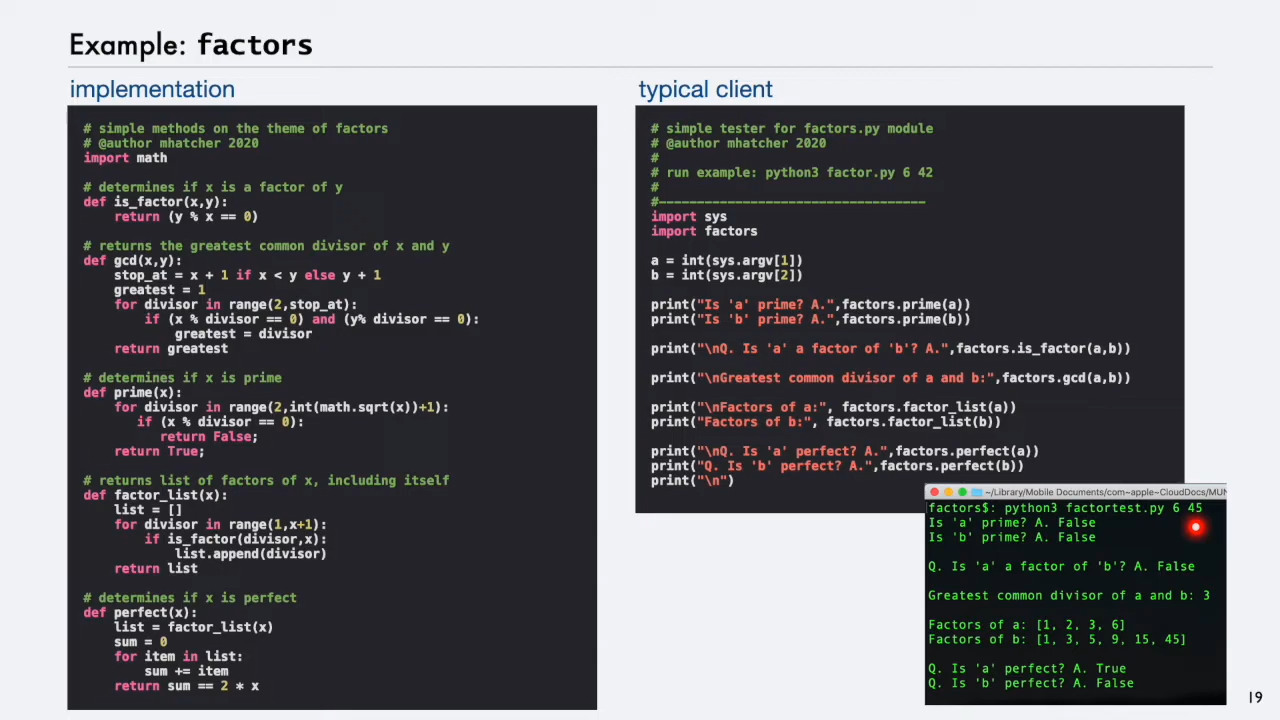 Example: factors
implementation
# simple methods on the theme of factors
# @author mhatcher 2020
import math
# determines if x is a factor of y
def is_factor(x,y):
return (y % x == 0)
# returns the greatest common divisor of x and y
def gcd(x,y):
stop_at = x + 1 if x < y else y + 1
greatest = 1
for divisor in range(2,stop_at):
if (x % divisor == 0) and (y% divisor == 0):
greatest = divisor
return greatest
# determines if x is prime
def prime(x):
for divisor in range(2,int(math.sqrt(x))+1):
if (x % divisor == 0):
return False;
return True;
# returns list of factors of x, including itself
def factor_list(x):
list = []
for divisor in range(1,x+1):
if is_factor(divisor,x):
list.append(divisor)
return list
# determines if x is perfect
def perfect(x):
list = factor_list(x)
sum = 0
for item in list:
sum += item
return sum == 2 * x
typical client
# simple tester for factors.py module
# @author mhatcher 2020
#
# run example: python3 factor.py 6 42
#
#-----------------------------------
import sys
import factors
a = int(sys.argv[1])
b = int(sys.argv[2])
print("Is 'a' prime? A.",factors.prime(a))
print("Is 'b' prime? A.",factors.prime(b))
print("\nQ. Is 'a' a factor of 'b'? A.",factors.is_factor(a,b))
print("\nGreatest common divisor of a and b:",factors.gcd(a,b))
print("\nFactors of a:", factors.factor_list(a))
print("Factors of b:", factors.factor_list(b))
print("\nQ. Is 'a' perfect? A.",factors.perfect(a))
print("Q. Is 'b' perfect? A.",factors.perfect(b))
print("\n")
~/Library/Mobile Documents/com~apple~CloudDocs/MUN
factors$: python3 factortest.py 6 45
Is 'a' prime? A. False
Is 'b' prime? A. False
Q. Is 'a' a factor of 'b'? A. False
Greatest common divisor of a and b: 3
Factors of a: [1, 2, 3, 6]
Factors of b: [1, 3, 5, 9, 15, 45]
Q. Is 'a' perfect? A. True
Q. Is 'b' perfect? A. False
19